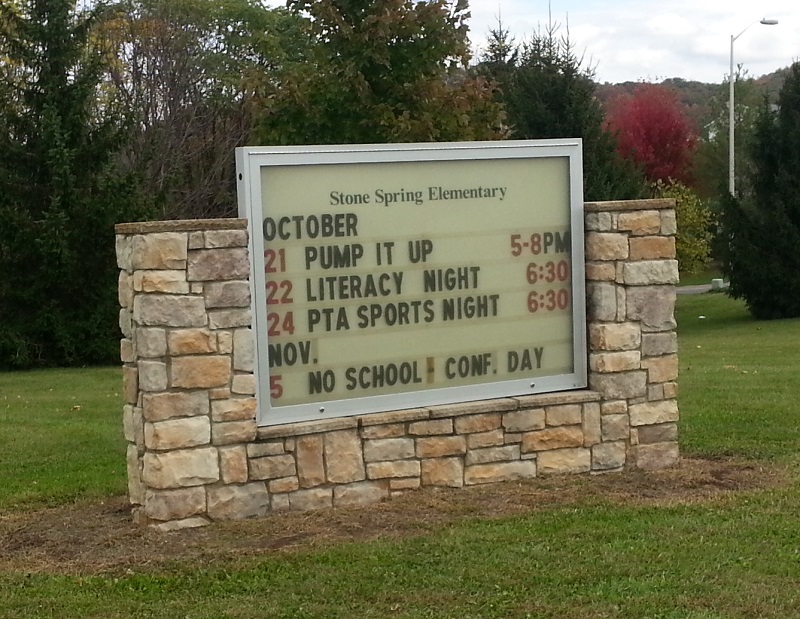 Stone Spring Elementary
OCTOBER
21 PUMP IT UP 5-8PM
22 LITERACY NIGHT 6:30
24 PTA SPORTS NIGHT 6:30
NOV.
5 NO SCHOOL CONF. DAY